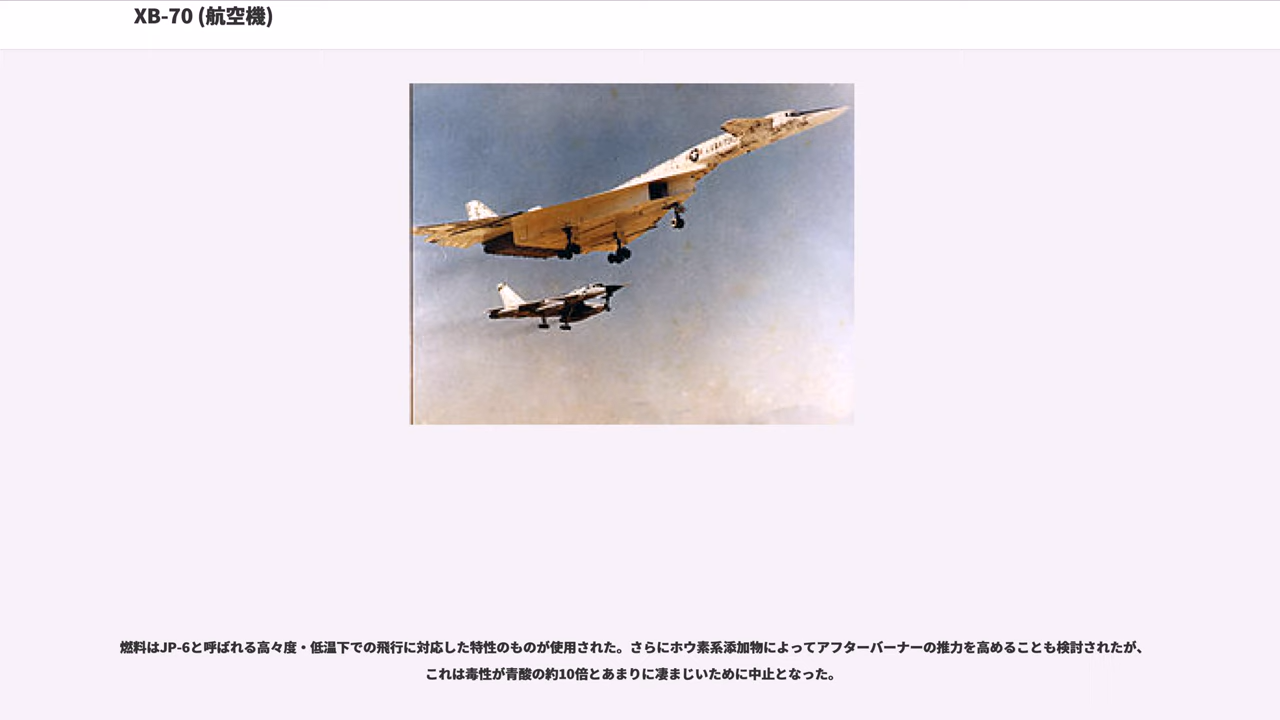 XB-70 (航空機)
燃料はJP-6と呼ばれる高々度・低温下での飛行に対応した特性のものが使用された。さらにホウ素系添加物によってアフターバーナーの推力を高めることも検討されたが、
これは毒性が青酸の約10倍とあまりに凄まじいために中止となった。